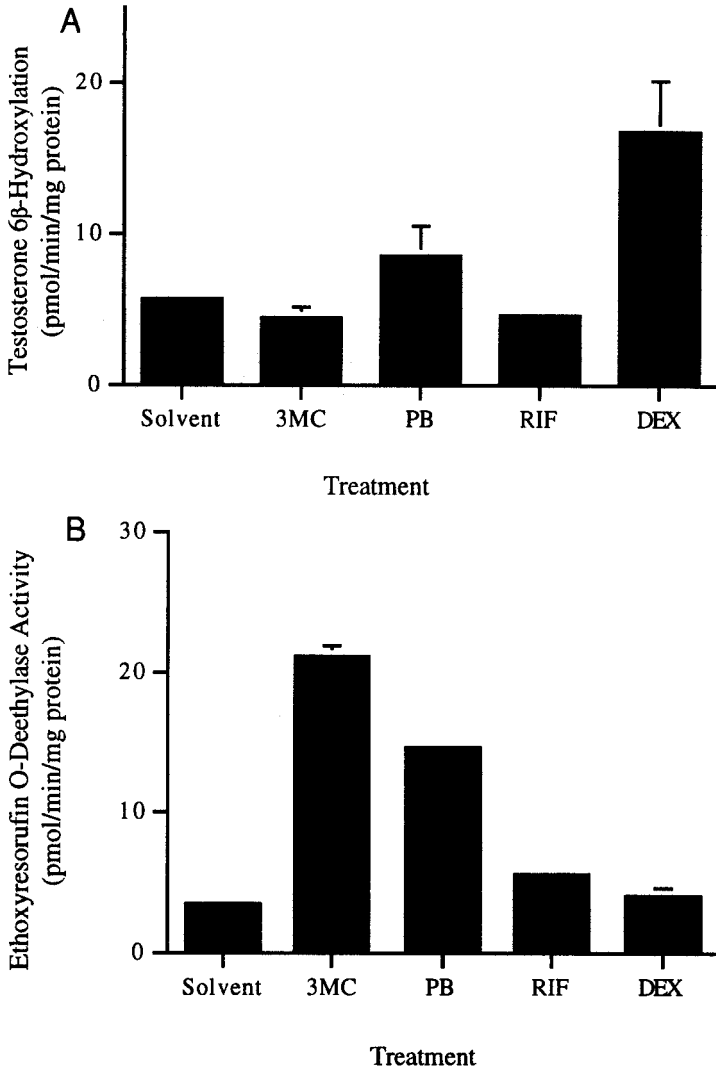 A
Testosterone 6β-Hydroxylation
(pmol/min/mg protein)
20
10
0
Solvent 3MC PB RIF DEX
Treatment
B
Ethoxyresorufin O-Deethylase Activity
(pmol/min/mg protein)
30
20
10
0
Solvent 3MC PB RIF DEX
Treatment